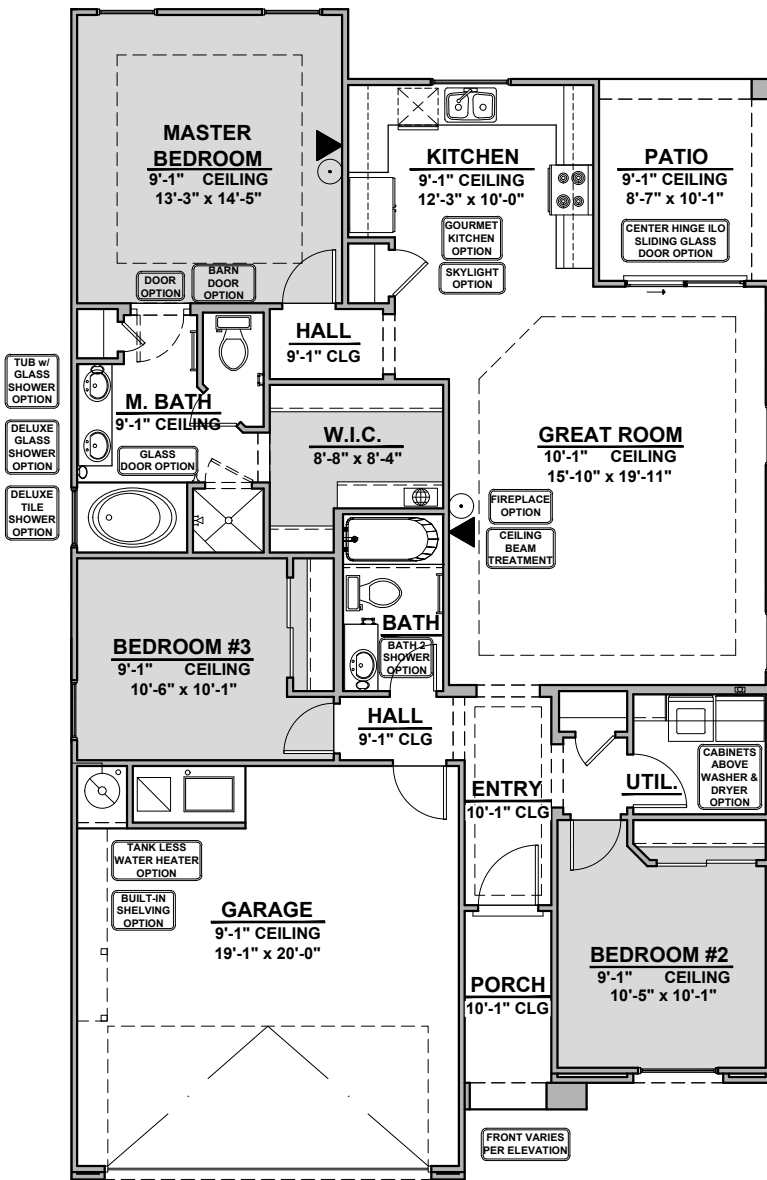 MASTER
BEDROOM
9'-1" CEILING
13'-3" x 14'-5"
KITCHEN
9'-1" CEILING
12'-3" x 10'-0"
GOURMET
KITCHEN
OPTION
SKYLIGHT
OPTION
PATIO
9'-1" CEILING
8'-7" x 10'-1"
CENTER HINGE ILO
SLIDING GLASS
DOOR OPTION
DOOR
OPTION
BARN
DOOR
OPTION
HALL
9'-1" CLG
TUB w/
GLASS
SHOWER
OPTION
DELUXE
GLASS
SHOWER
OPTION
DELUXE
TILE
SHOWER
OPTION
M. BATH
9'-1" CEILING
GLASS
DOOR OPTION
W.I.C.
8'-8" x 8'-4"
GREAT ROOM
10'-1" CEILING
15'-10" x 19'-11"
FIREPLACE
OPTION
CEILING
BEAM
TREATMENT
BATH
BATH 2
SHOWER
OPTION
BEDROOM #3
9'-1" CEILING
10'-6" x 10'-1"
HALL
9'-1" CLG
ENTRY
10'-1" CLG
UTIL.
CABINETS
ABOVE
WASHER &
DRYER
OPTION
TANK LESS
WATER HEATER
OPTION
BUILT-IN
SHELVING
OPTION
GARAGE
9'-1" CEILING
19'-1" x 20'-0"
PORCH
10'-1" CLG
BEDROOM #2
9'-1" CEILING
10'-5" x 10'-1"
FRONT VARIES
PER ELEVATION